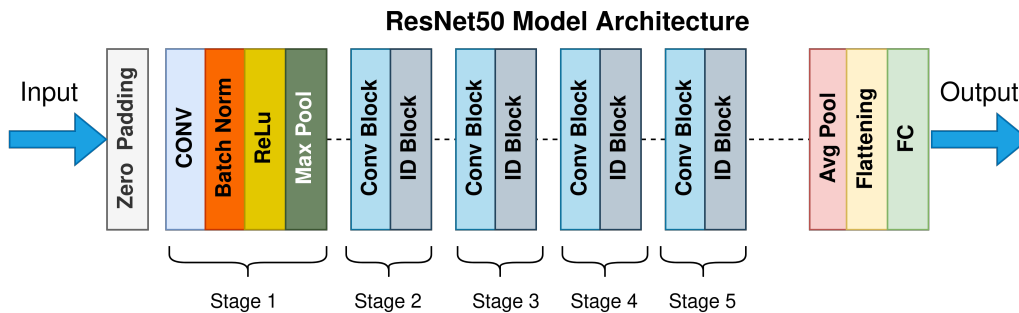 ResNet50 Model Architecture
Input
Zero Padding
CONV
Batch Norm
ReLu
Max Pool
Conv Block
ID Block
Conv Block
ID Block
Conv Block
ID Block
Conv Block
ID Block
Avg Pool
Flattening
FC
Output
Stage 1
Stage 2
Stage 3
Stage 4
Stage 5